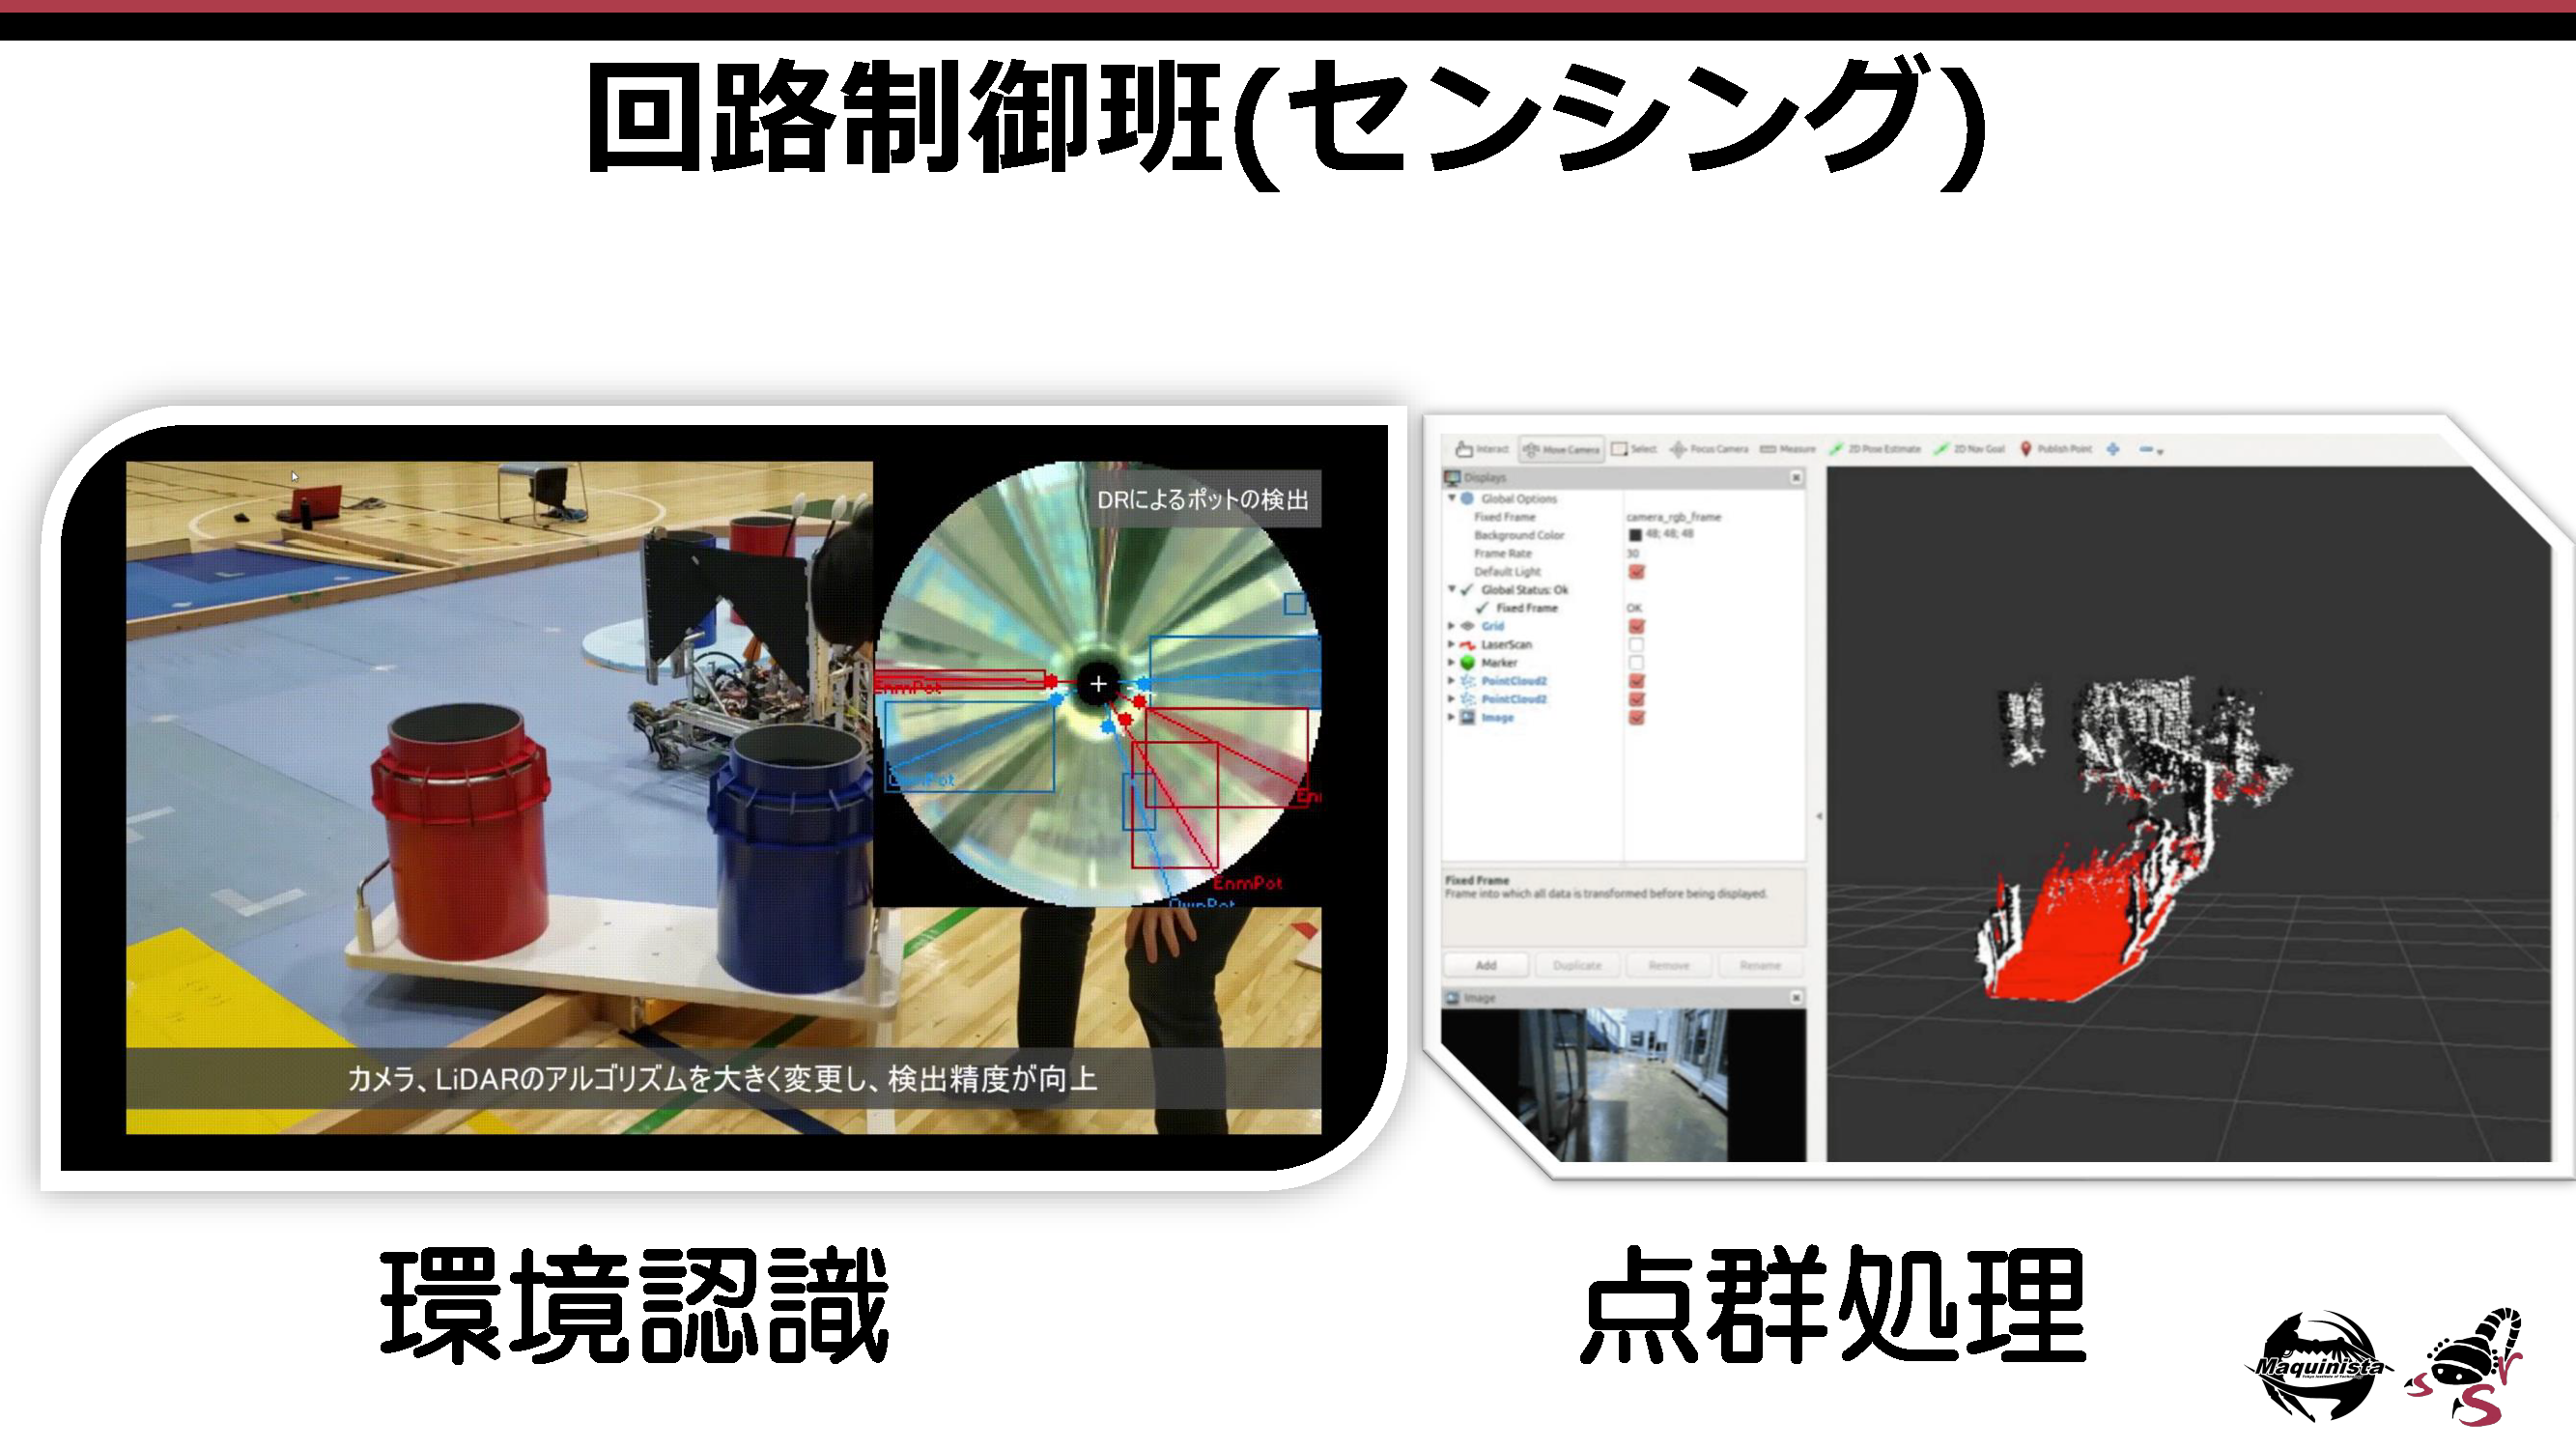 回路制御班(センシング)
DRによるポットの検出
EnmPot
OwnPot
EnmPot
OwnPot
カメラ、LiDARのアルゴリズムを大きく変更し、検出精度が向上
Interact Move Camera Select Focus Camera Measure 2D Pose Estimate 2D Nav Goal Publish Point
Displays
Global Options
Fixed Frame camera_rgb_frame
Background Color 48; 48; 48
Frame Rate 30
Default Light
Global Status: Ok
Fixed Frame OK
Grid
LaserScan
Marker
PointCloud2
PointCloud2
Image
Fixed Frame
Frame into which all data is transformed before being displayed.
Add Duplicate Remove Rename
Image
環境認識
点群処理
Maquinista
SSr